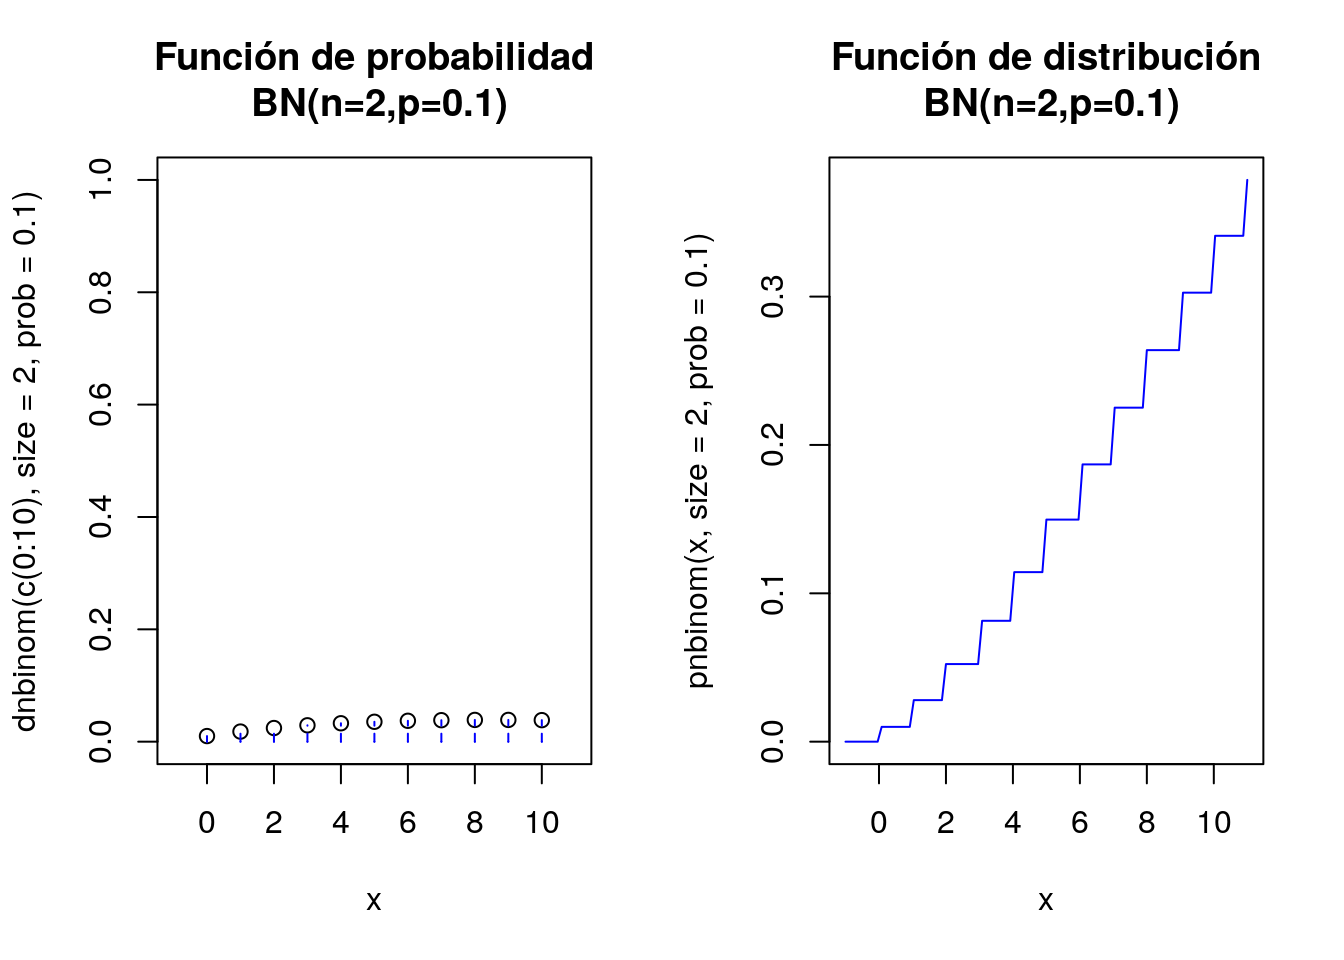 Función de probabilidad
BN(n=2,p=0.1)
dnbinom(c(0:10), size = 2, prob = 0.1)
1.0
0.8
0.6
0.4
0.2
0.0
0 2 4 6 8 10
x
Función de distribución
BN(n=2,p=0.1)
pnbinom(x, size = 2, prob = 0.1)
0.3
0.2
0.1
0.0
0 2 4 6 8 10
x